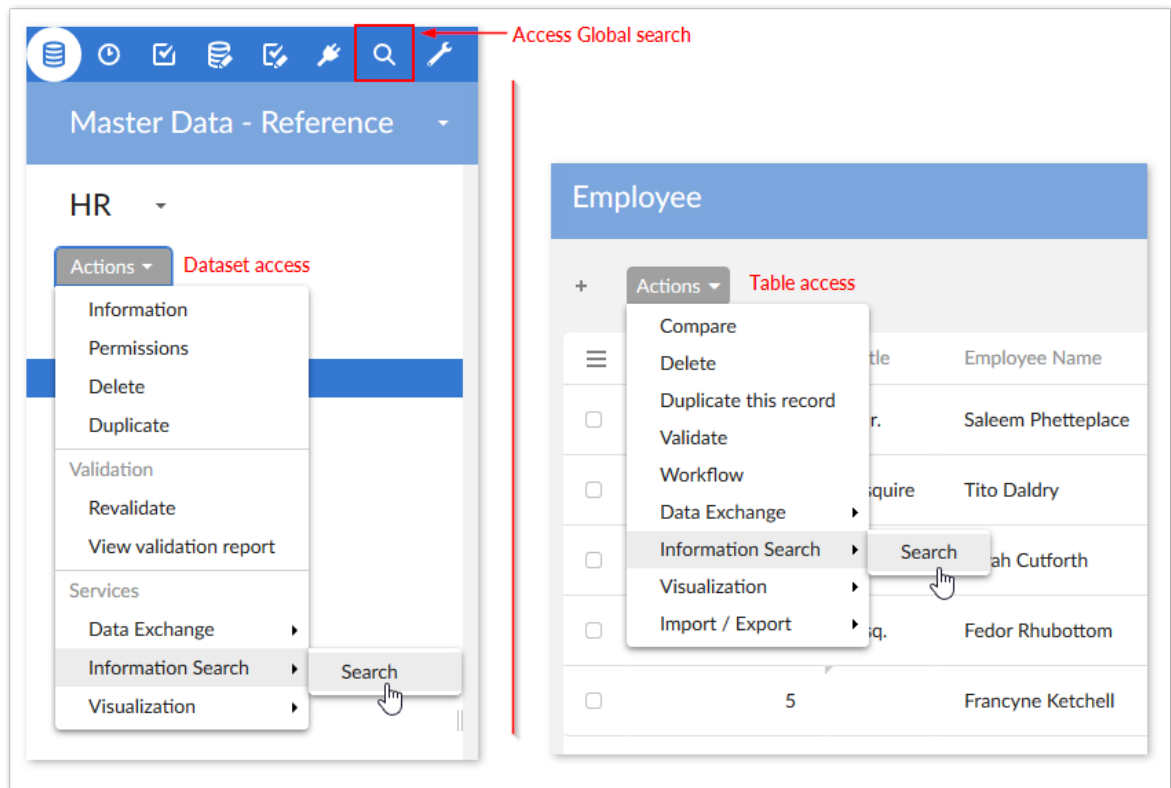 Access Global search
Master Data - Reference
HR
Actions
Dataset access
Information
Permissions
Delete
Duplicate
Validation
Revalidate
View validation report
Services
Data Exchange
Information Search
Search
Visualization
Employee
Actions
Table access
Compare
Delete
Duplicate this record
Validate
Workflow
Data Exchange
Information Search
Search
Visualization
Import / Export
Employee Name
Saleem Phetteplace
Tito Daldry
Cutforth
Fedor Rhubottom
5 Francyne Ketchell